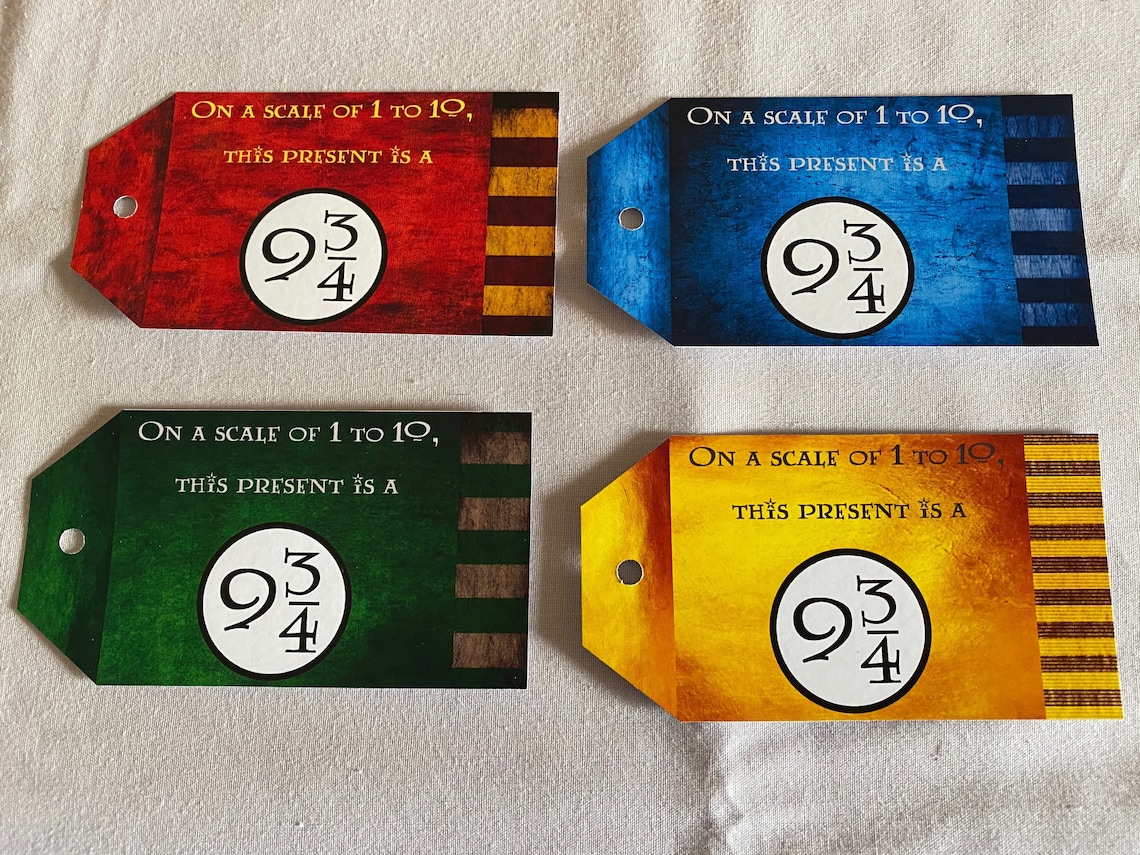 On a scale of 1 to 10,
this present is a
9 3/4
On a scale of 1 to 10,
this present is a
9 3/4
On a scale of 1 to 10,
this present is a
9 3/4
On a scale of 1 to 10,
this present is a
9 3/4